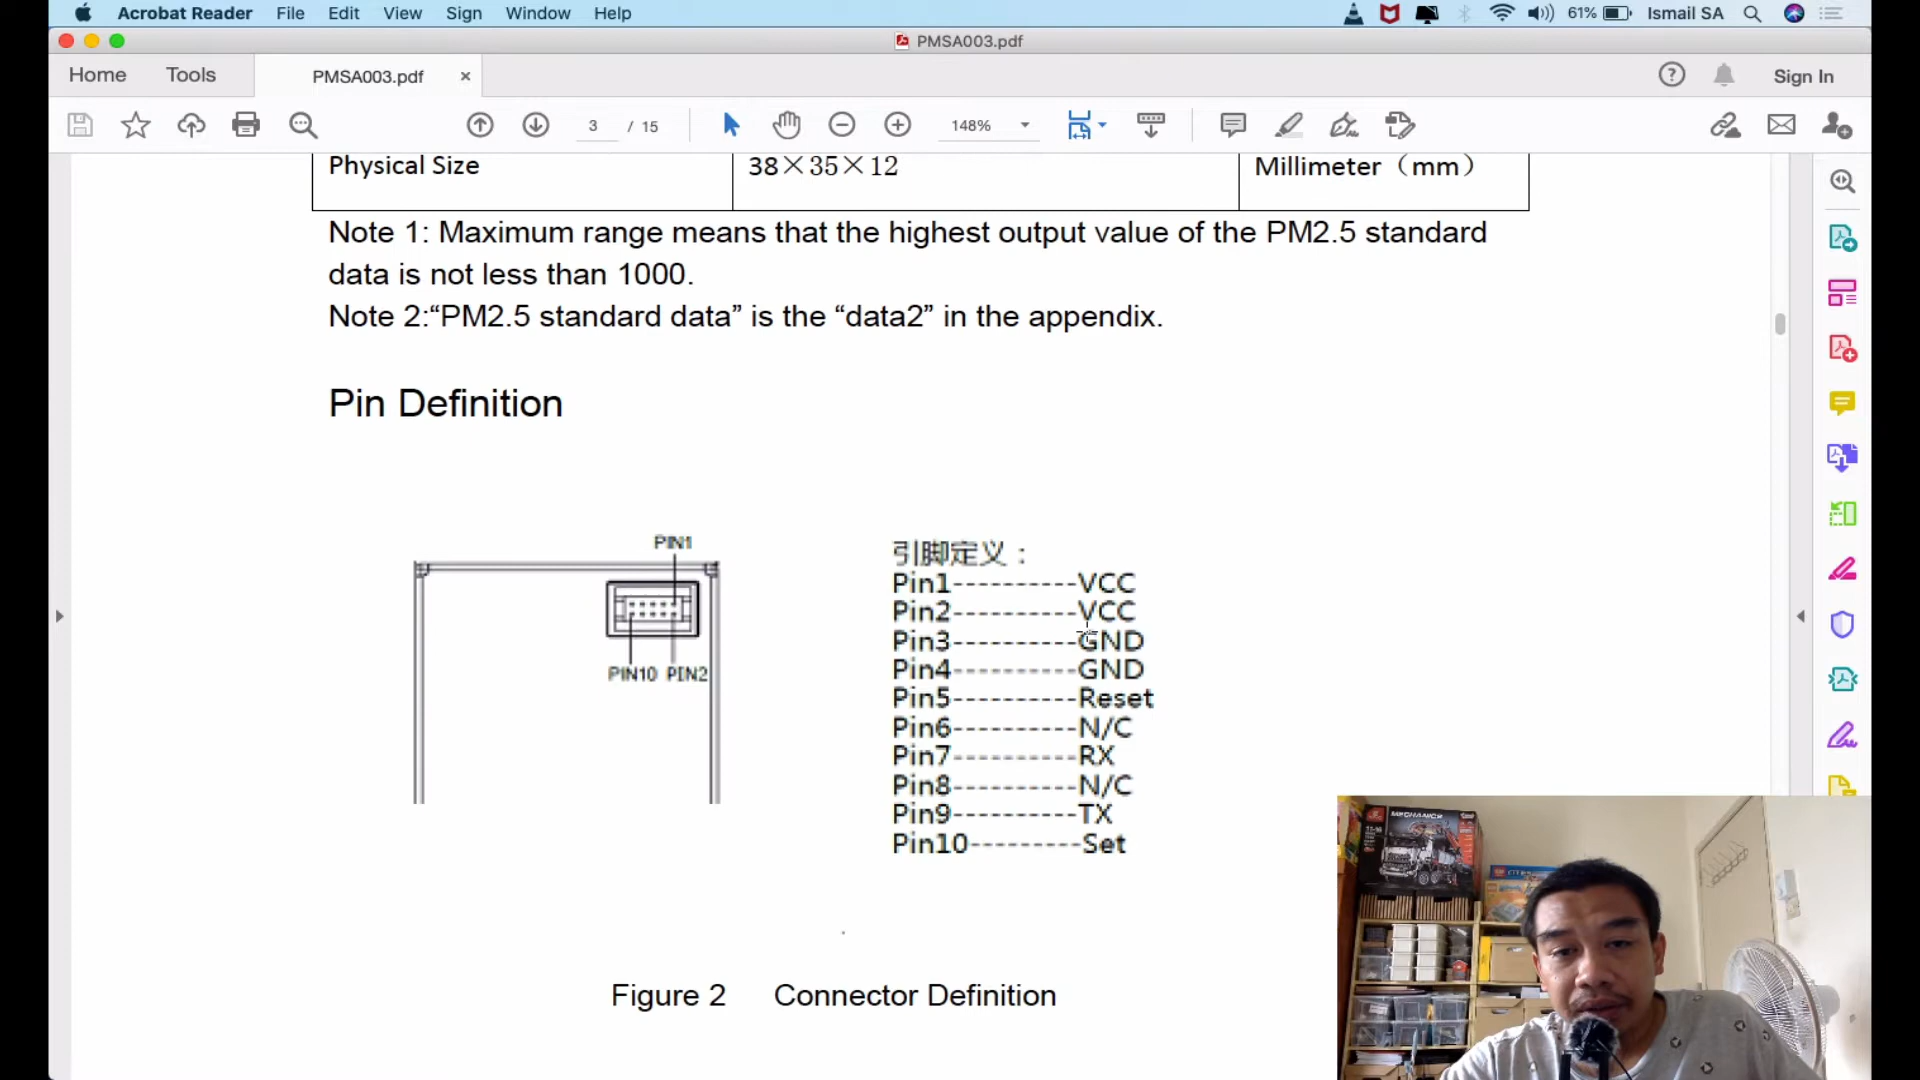 Acrobat Reader File Edit View Sign Window Help 61% Ismail SA
PMSA003.pdf
Home Tools PMSA003.pdf × Sign In
3 / 15 148%
Physical Size 38×35×12 Millimeter（mm）
Note 1: Maximum range means that the highest output value of the PM2.5 standard
data is not less than 1000.
Note 2:“PM2.5 standard data” is the “data2” in the appendix.
Pin Definition
PIN1
PIN10 PIN2
引脚定义：
Pin1----------VCC
Pin2----------VCC
Pin3----------GND
Pin4----------GND
Pin5----------Reset
Pin6----------N/C
Pin7----------RX
Pin8----------N/C
Pin9----------TX
Pin10---------Set
Figure 2 Connector Definition
MECHANICS